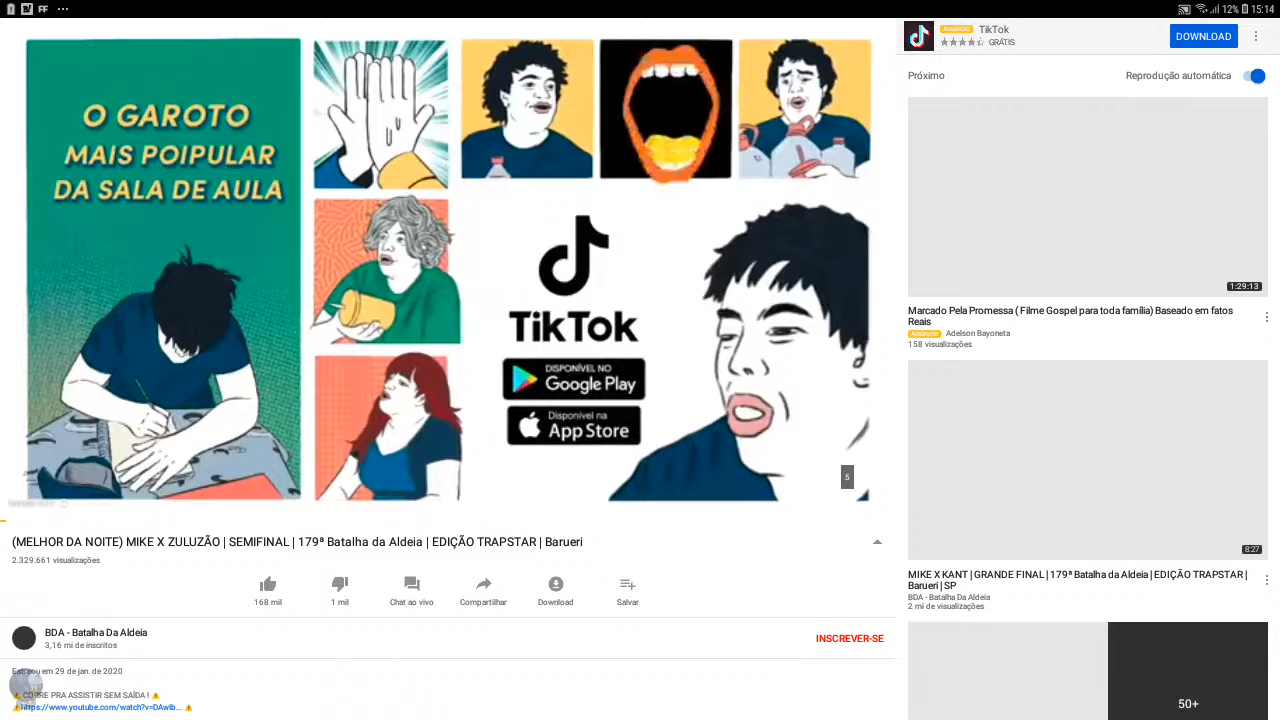 12% 15:14
O GAROTO
MAIS POIPULAR
DA SALA DE AULA
TikTok
DISPONÍVEL NO
Google Play
Disponível na
App Store
5
(MELHOR DA NOITE) MIKE X ZULUZÃO | SEMIFINAL | 179ª Batalha da Aldeia | EDIÇÃO TRAPSTAR | Barueri
2.329.661 visualizações
168 mil
1 mil
Chat ao vivo
Compartilhar
Download
Salvar
BDA - Batalha Da Aldeia
3,16 mi de inscritos
INSCREVER-SE
Estreou em 29 de jan. de 2020
⚠️ CORRE PRA ASSISTIR SEM SAÍDA ! ⚠️
⚠️https://www.youtube.com/watch?v=DAwlb... ⚠️
Anúncio TikTok
GRÁTIS
DOWNLOAD
Próximo
Reprodução automática
1:29:13
Marcado Pela Promessa ( Filme Gospel para toda família) Baseado em fatos
Reais
Anúncio Adelson Bayoneta
158 visualizações
8:27
MIKE X KANT | GRANDE FINAL | 179ª Batalha da Aldeia | EDIÇÃO TRAPSTAR |
Barueri | SP
BDA - Batalha Da Aldeia
2 mi de visualizações
50+